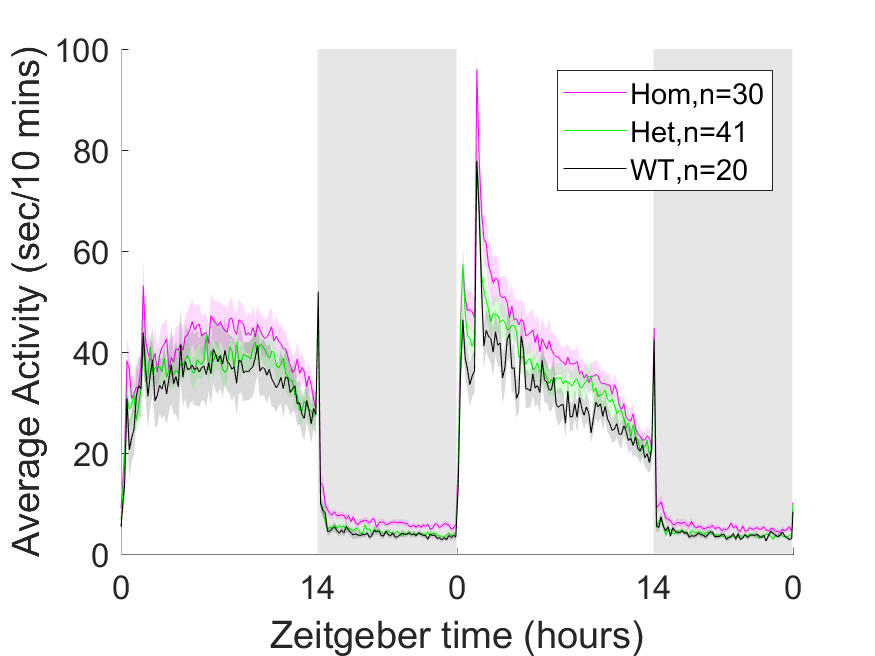 Average Activity (sec/10 mins)
100
80
60
40
20
0
Hom,n=30
Het,n=41
WT,n=20
0 14 0 14 0
Zeitgeber time (hours)